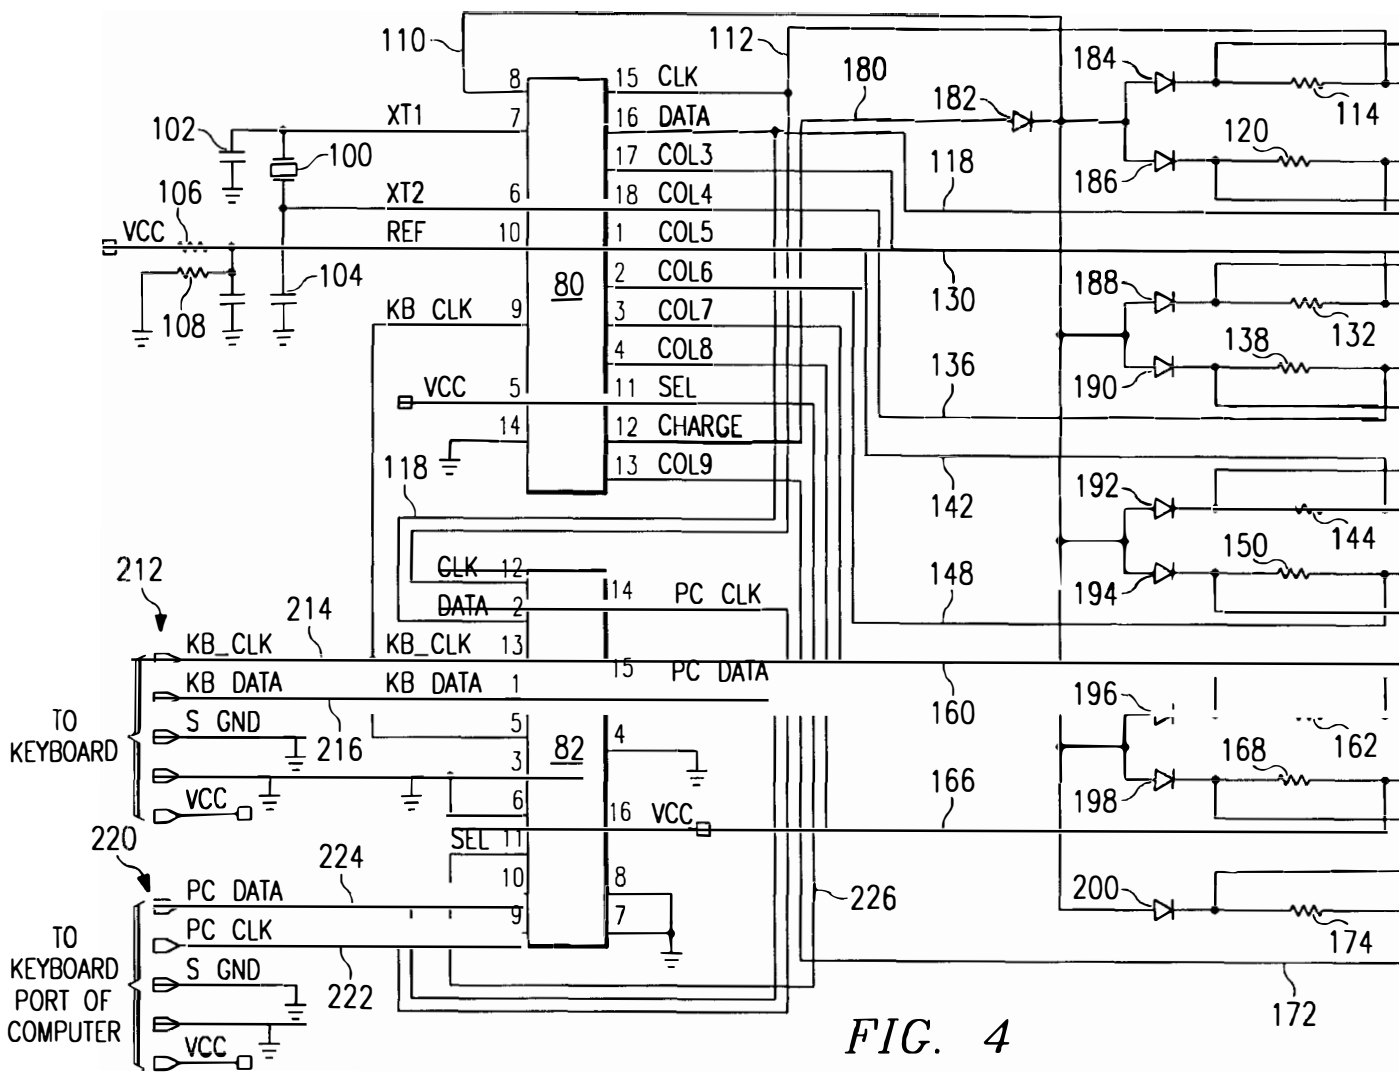 110
112
8
15 CLK
180
184
182
114
XT1
7
16 DATA
102
100
17 COL3
120
118
186
106
XT2
6
18 COL4
VCC
REF
10
1 COL5
104
80
2 COL6
130
188
108
KB CLK
9
3 COL7
132
138
4 COL8
136
190
VCC
5
11 SEL
14
12 CHARGE
118
13 COL9
142
192
144
150
212
CLK 12
14 PC CLK
148
194
214
DATA 2
KB_CLK
KB_CLK 13
15 PC DATA
KB DATA
KB DATA 1
160
196
TO
KEYBOARD
S GND
216
5
82
4
162
168
3
166
198
VCC
6
16 VCC
220
SEL 11
224
10
8
226
200
PC DATA
9
7
174
PC CLK
TO
KEYBOARD
PORT OF
COMPUTER
S GND
222
172
VCC
FIG. 4